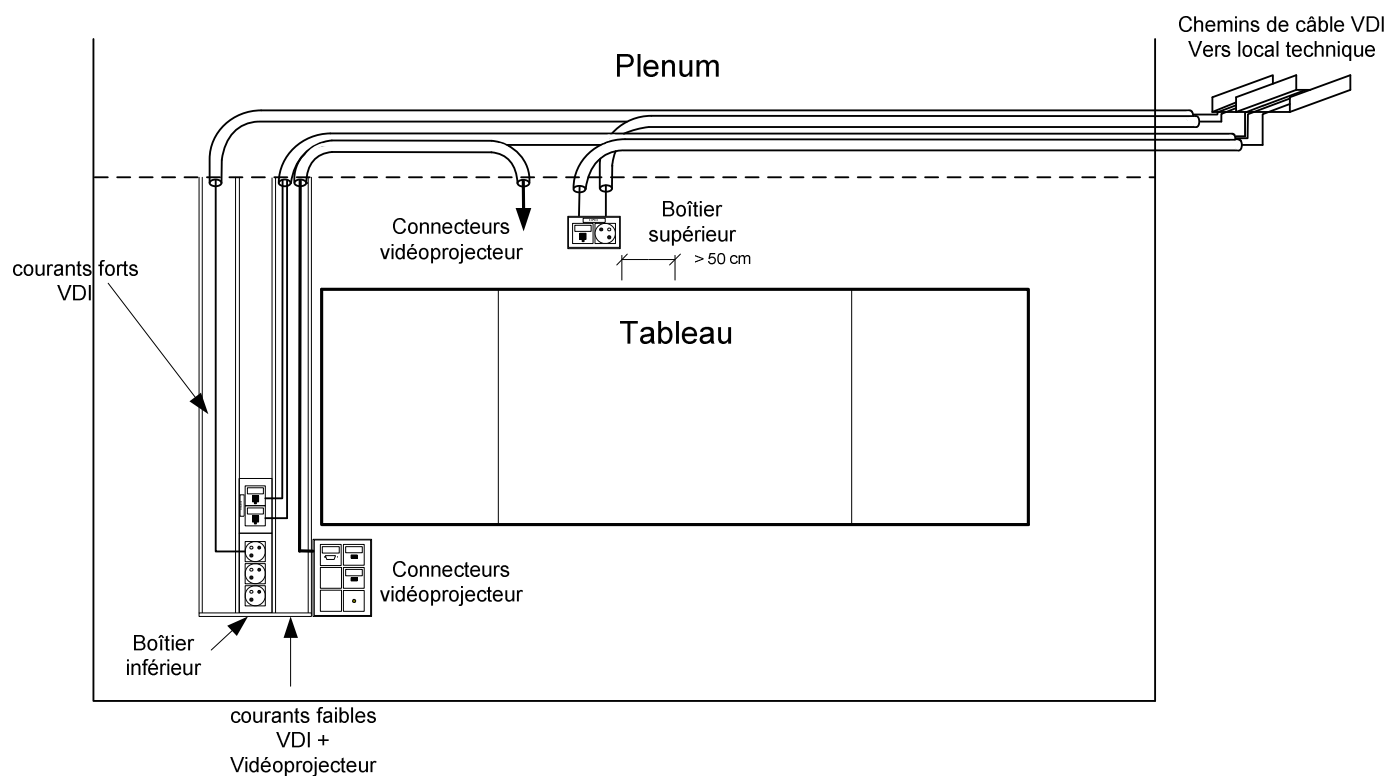 Chemins de câble VDI
Vers local technique
Plenum
Connecteurs
vidéoprojecteur
Boîtier
supérieur
> 50 cm
courants forts
VDI
Tableau
Connecteurs
vidéoprojecteur
Boîtier
inférieur
courants faibles
VDI +
Vidéoprojecteur